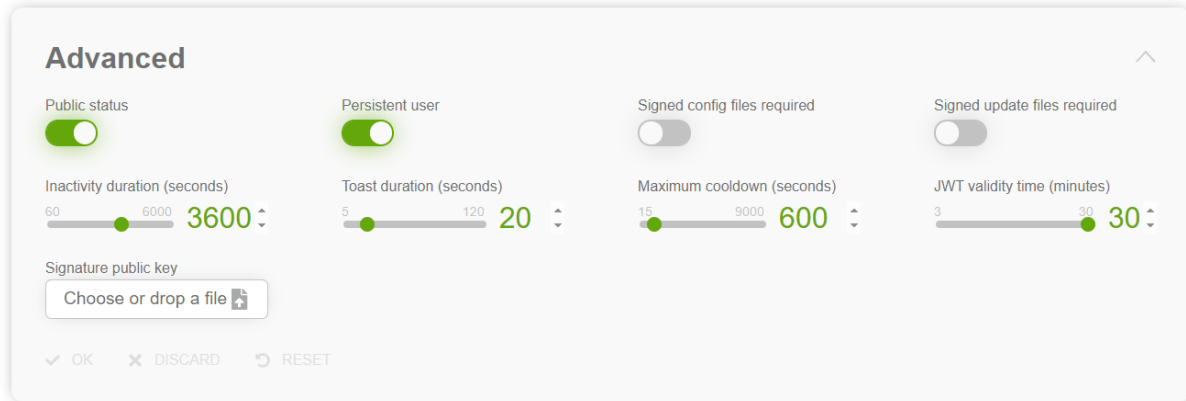 Advanced
Public status
Persistent user
Signed config files required
Signed update files required
Inactivity duration (seconds)
60 6000 3600
Toast duration (seconds)
5 120 20
Maximum cooldown (seconds)
15 9000 600
JWT validity time (minutes)
3 30 30
Signature public key
Choose or drop a file
OK DISCARD RESET